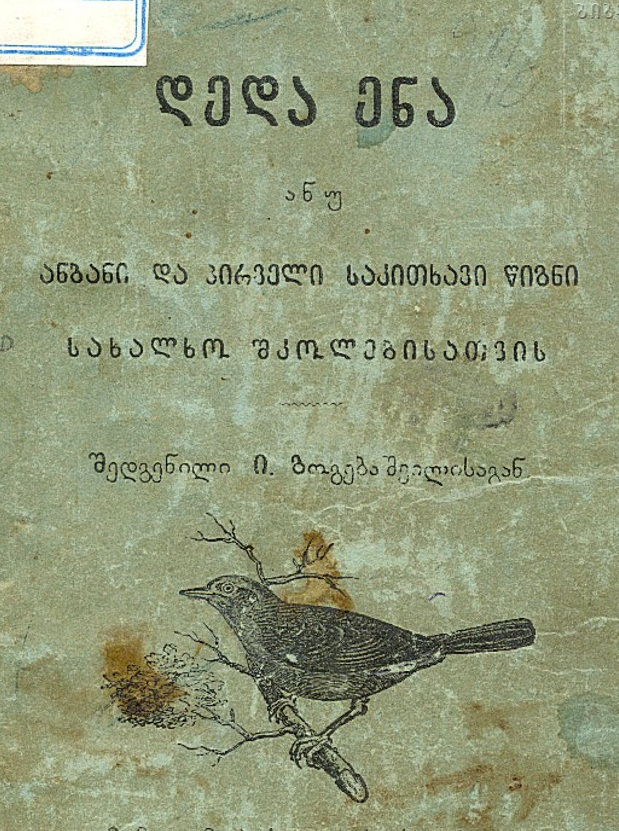 დედა ენა
ანუ
ანბანი და პირველი საკითხავი წიგნი
სახალხო შკოლებისათვის
შედგენილი ი. გოგებაშვილისაგან